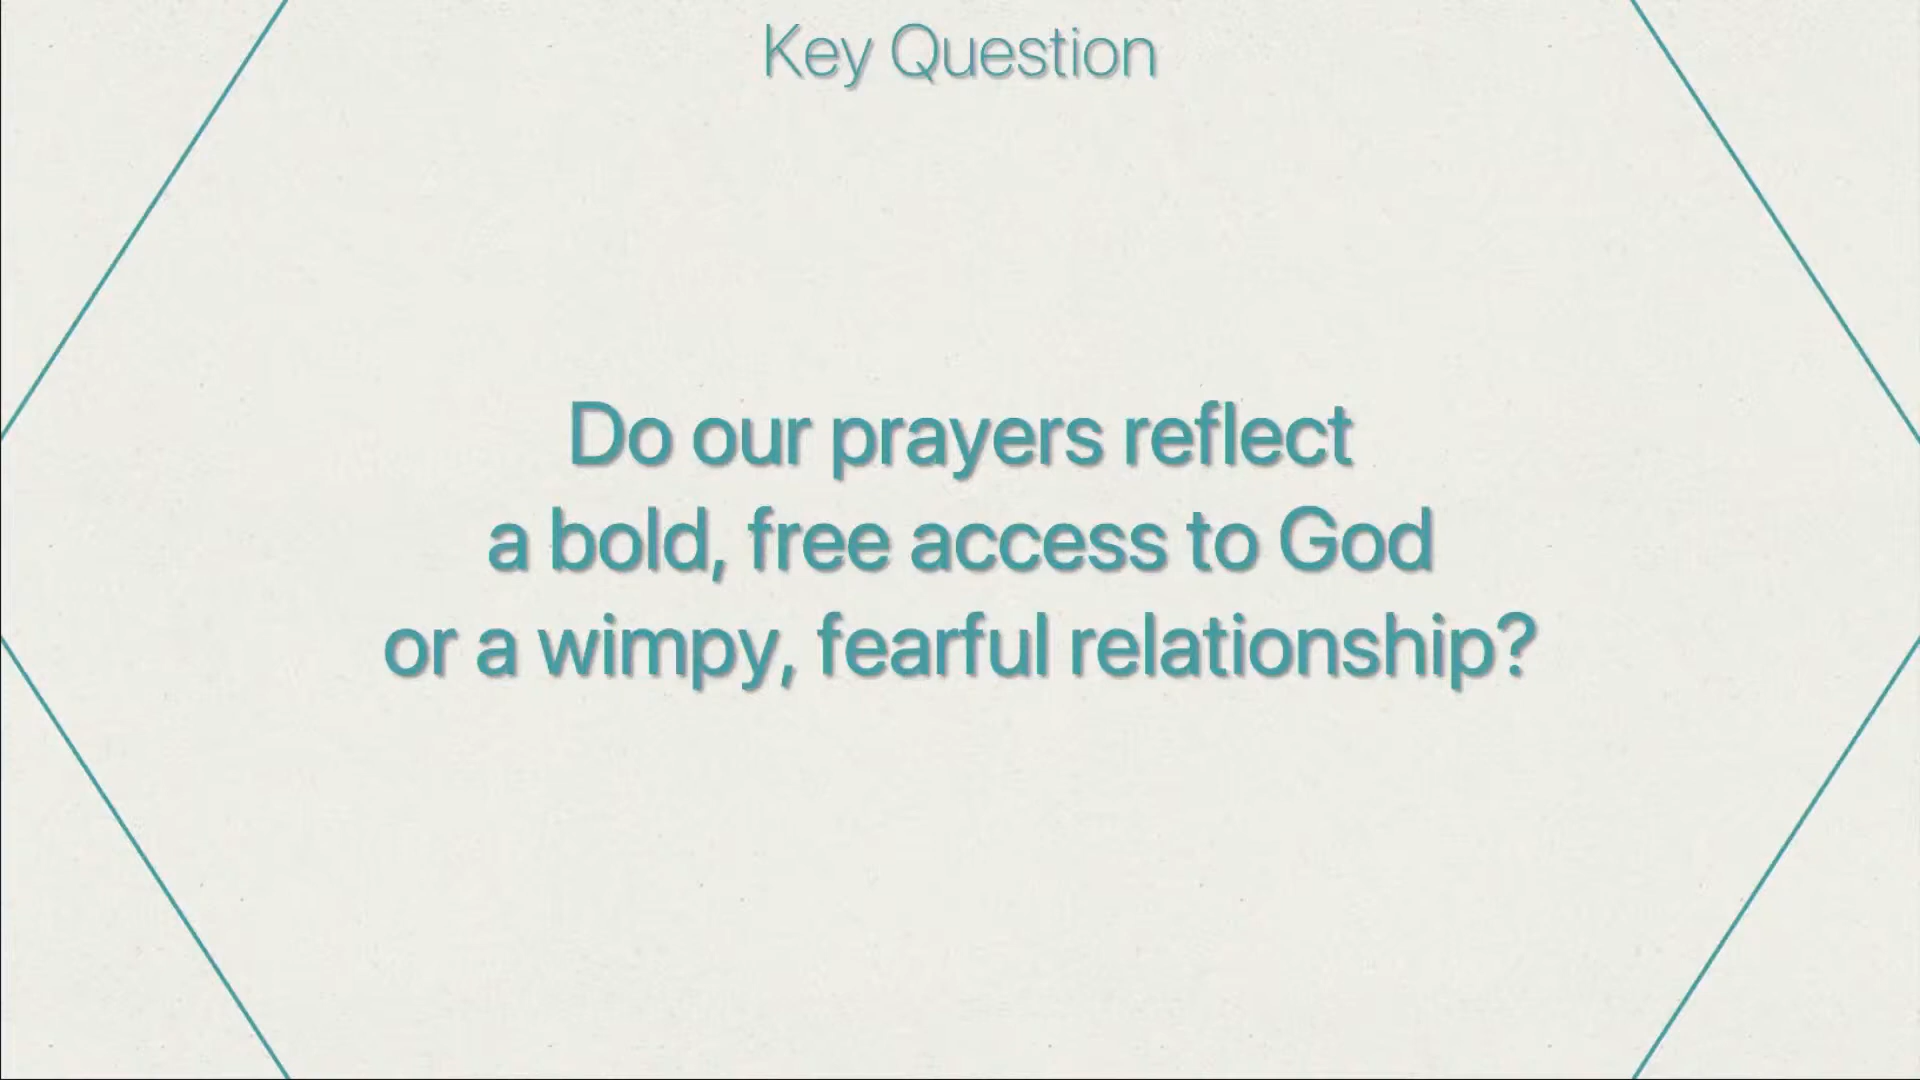 Key Question
Do our prayers reflect
a bold, free access to God
or a wimpy, fearful relationship?